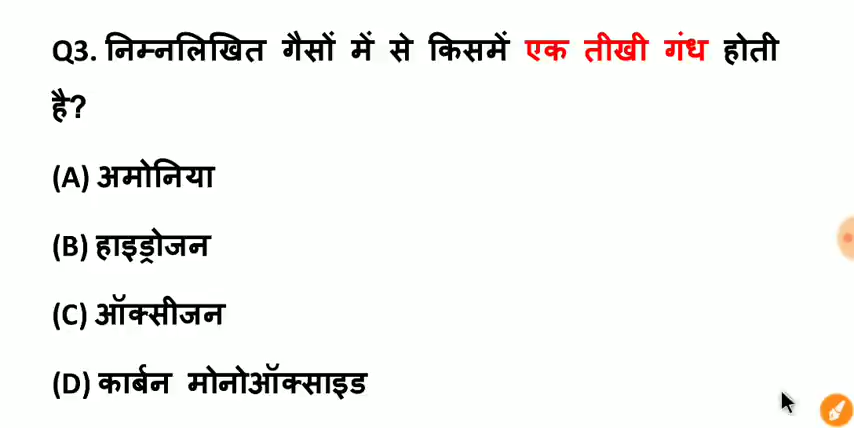 Q3. निम्नलिखित गैसों में से किसमें एक तीखी गंध होती
है?
(A) अमोनिया
(B) हाइड्रोजन
(C) ऑक्सीजन
(D) कार्बन मोनोऑक्साइड